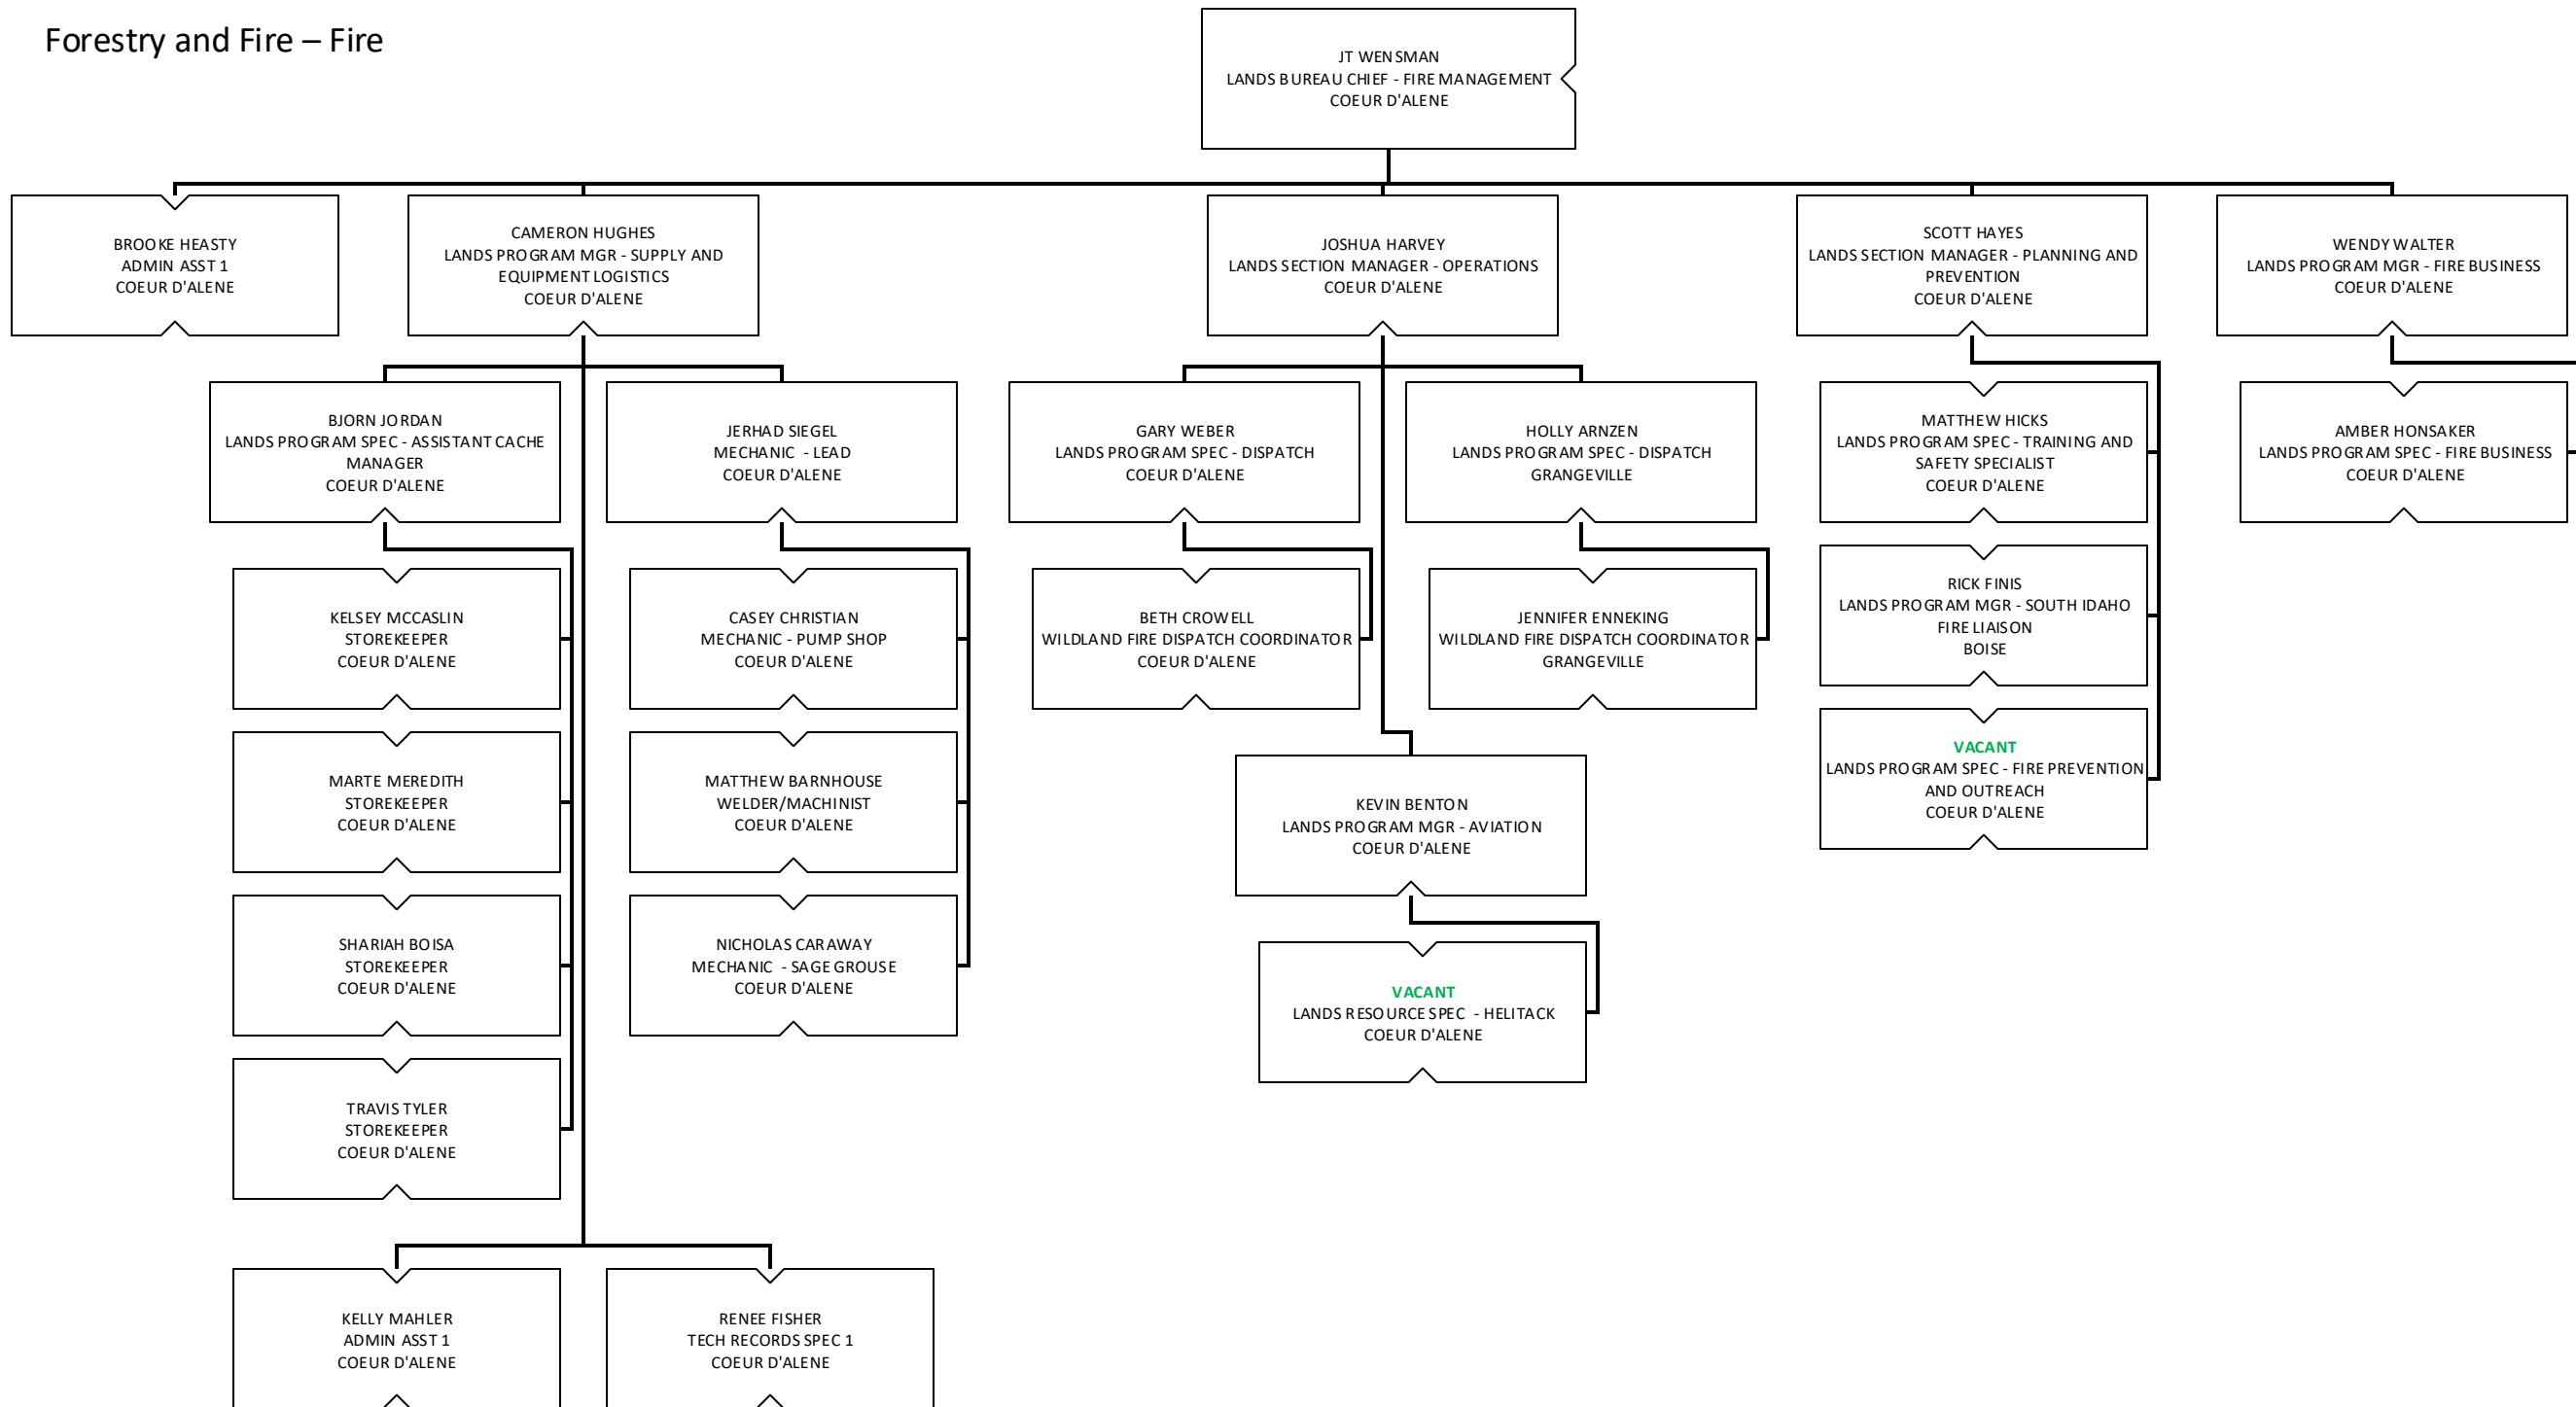 Forestry and Fire – Fire
JT WENSMAN
LANDS BUREAU CHIEF - FIRE MANAGEMENT
COEUR D'ALENE
BROOKE HEASTY
ADMIN ASST 1
COEUR D'ALENE
CAMERON HUGHES
LANDS PROGRAM MGR - SUPPLY AND
EQUIPMENT LOGISTICS
COEUR D'ALENE
JOSHUA HARVEY
LANDS SECTION MANAGER - OPERATIONS
COEUR D'ALENE
SCOTT HAYES
LANDS SECTION MANAGER - PLANNING AND
PREVENTION
COEUR D'ALENE
WENDY WALTER
LANDS PROGRAM MGR - FIRE BUSINESS
COEUR D'ALENE
BJORN JORDAN
LANDS PROGRAM SPEC - ASSISTANT CACHE
MANAGER
COEUR D'ALENE
JERHAD SIEGEL
MECHANIC - LEAD
COEUR D'ALENE
GARY WEBER
LANDS PROGRAM SPEC - DISPATCH
COEUR D'ALENE
HOLLY ARNZEN
LANDS PROGRAM SPEC - DISPATCH
GRANGEVILLE
MATTHEW HICKS
LANDS PROGRAM SPEC - TRAINING AND
SAFETY SPECIALIST
COEUR D'ALENE
AMBER HONSAKER
LANDS PROGRAM SPEC - FIRE BUSINESS
COEUR D'ALENE
KELSEY MCCASLIN
STOREKEEPER
COEUR D'ALENE
CASEY CHRISTIAN
MECHANIC - PUMP SHOP
COEUR D'ALENE
BETH CROWELL
WILDLAND FIRE DISPATCH COORDINATOR
COEUR D'ALENE
JENNIFER ENNEKING
WILDLAND FIRE DISPATCH COORDINATOR
GRANGEVILLE
RICK FINIS
LANDS PROGRAM MGR - SOUTH IDAHO
FIRE LIAISON
BOISE
MARTE MEREDITH
STOREKEEPER
COEUR D'ALENE
MATTHEW BARNHOUSE
WELDER/MACHINIST
COEUR D'ALENE
KEVIN BENTON
LANDS PROGRAM MGR - AVIATION
COEUR D'ALENE
VACANT
LANDS PROGRAM SPEC - FIRE PREVENTION
AND OUTREACH
COEUR D'ALENE
SHARIAH BOISA
STOREKEEPER
COEUR D'ALENE
NICHOLAS CARAWAY
MECHANIC - SAGE GROUSE
COEUR D'ALENE
VACANT
LANDS RESOURCE SPEC - HELITACK
COEUR D'ALENE
TRAVIS TYLER
STOREKEEPER
COEUR D'ALENE
KELLY MAHLER
ADMIN ASST 1
COEUR D'ALENE
RENEE FISHER
TECH RECORDS SPEC 1
COEUR D'ALENE